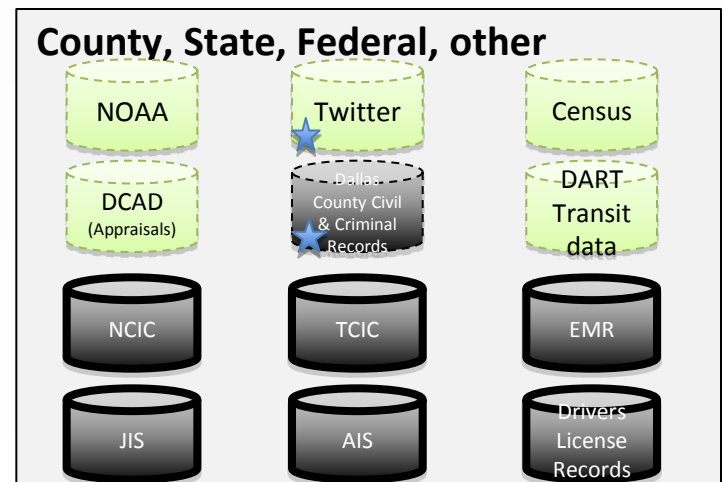 County, State, Federal, other
NOAA
Twitter
Census
DCAD
(Appraisals)
Dallas
County Civil
& Criminal
Records
DART
Transit
data
NCIC
TCIC
EMR
JIS
AIS
Drivers
License
Records